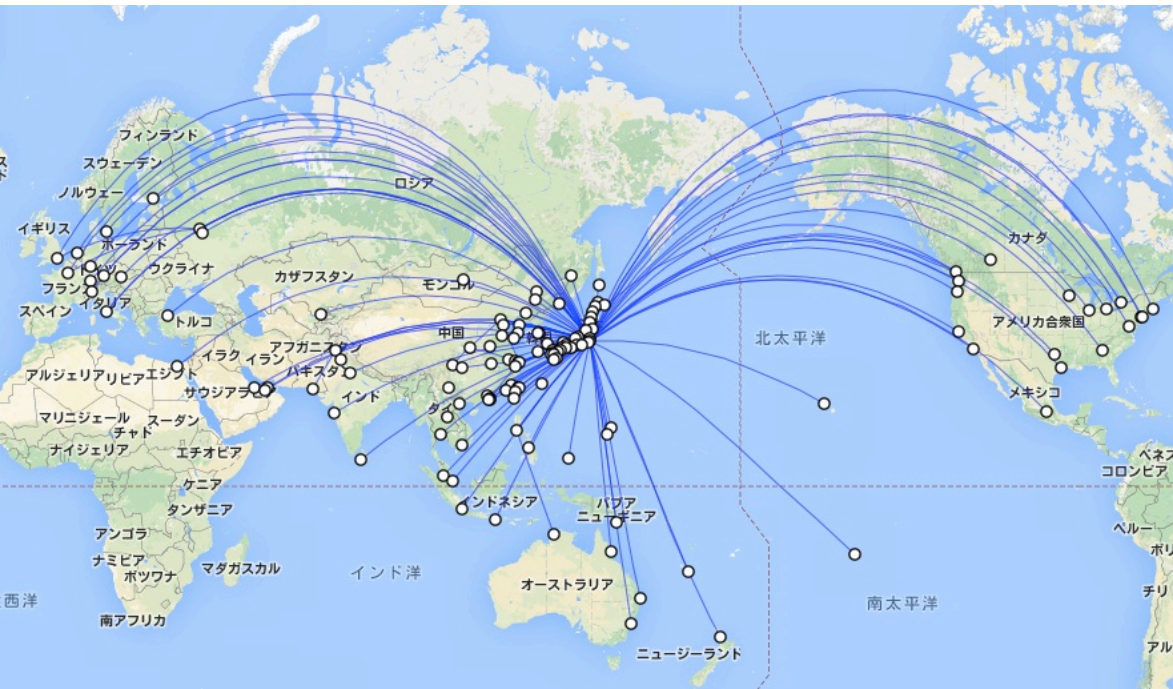 フィンランド
スウェーデン
ノルウェー
ロシア
イギリス
ポーランド
ウクライナ
カザフスタン
モンゴル
スペイン
イタリア
トルコ
中国
アフガニスタン
イラク
イラン
パキスタン
アルジェリア
リビア
エジプト
サウジアラビア
インド
タイ
マリ
ニジェール
スーダン
チャド
ナイジェリア
エチオピア
ケニア
タンザニア
インドネシア
パプア
ニューギニア
アンゴラ
ナミビア
ボツワナ
マダガスカル
南アフリカ
インド洋
オーストラリア
ニュージーランド
北太平洋
南太平洋
カナダ
アメリカ合衆国
メキシコ
コロンビア
ペルー
西洋